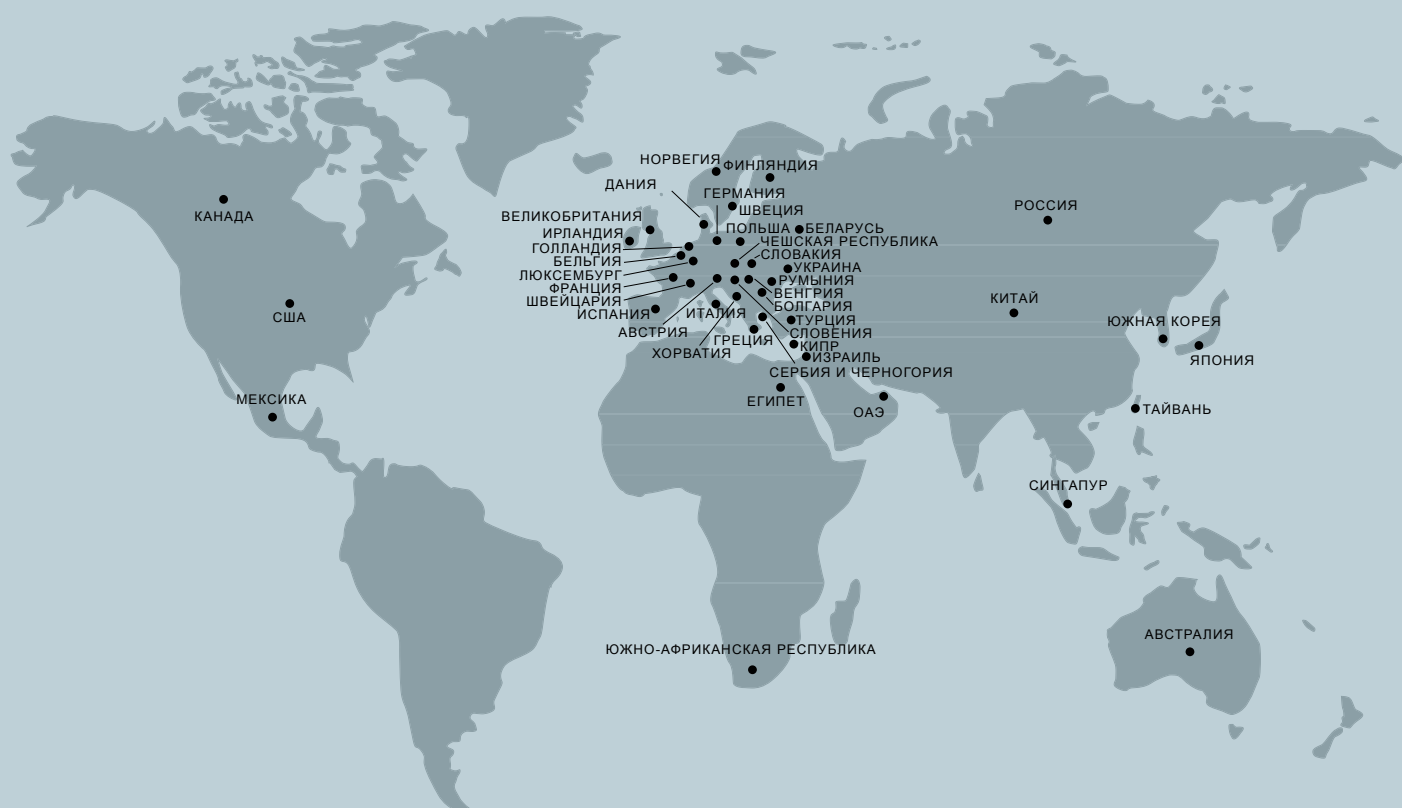 НОРВЕГИЯ
ФИНЛЯНДИЯ
ДАНИЯ
ГЕРМАНИЯ
ШВЕЦИЯ
РОССИЯ
КАНАДА
ВЕЛИКОБРИТАНИЯ
ПОЛЬША
БЕЛАРУСЬ
ИРЛАНДИЯ
ЧЕШСКАЯ РЕСПУБЛИКА
ГОЛЛАНДИЯ
СЛОВАКИЯ
БЕЛЬГИЯ
УКРАИНА
ЛЮКСЕМБУРГ
РУМЫНИЯ
ФРАНЦИЯ
ВЕНГРИЯ
ШВЕЙЦАРИЯ
КИТАЙ
БОЛГАРИЯ
ИСПАНИЯ
ИТАЛИЯ
США
ТУРЦИЯ
ЮЖНАЯ КОРЕЯ
АВСТРИЯ
СЛОВЕНИЯ
ГРЕЦИЯ
КИПР
ХОРВАТИЯ
ИЗРАИЛЬ
ЯПОНИЯ
СЕРБИЯ И ЧЕРНОГОРИЯ
МЕКСИКА
ЕГИПЕТ
ОАЭ
ТАЙВАНЬ
СИНГАПУР
АВСТРАЛИЯ
ЮЖНО-АФРИКАНСКАЯ РЕСПУБЛИКА